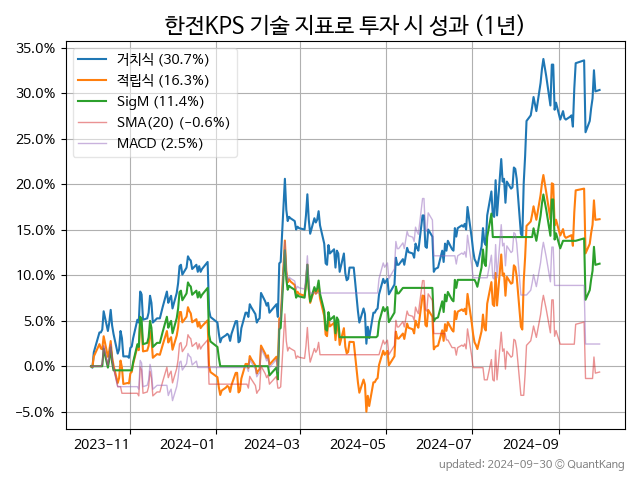 한전KPS 기술 지표로 투자 시 성과 (1년)
35.0%
30.0%
25.0%
20.0%
15.0%
10.0%
5.0%
0.0%
−5.0%
거치식 (30.7%)
적립식 (16.3%)
SigM (11.4%)
SMA(20) (−0.6%)
MACD (2.5%)
2023-11 2024-01 2024-03 2024-05 2024-07 2024-09
updated: 2024-09-30 © QuantKang